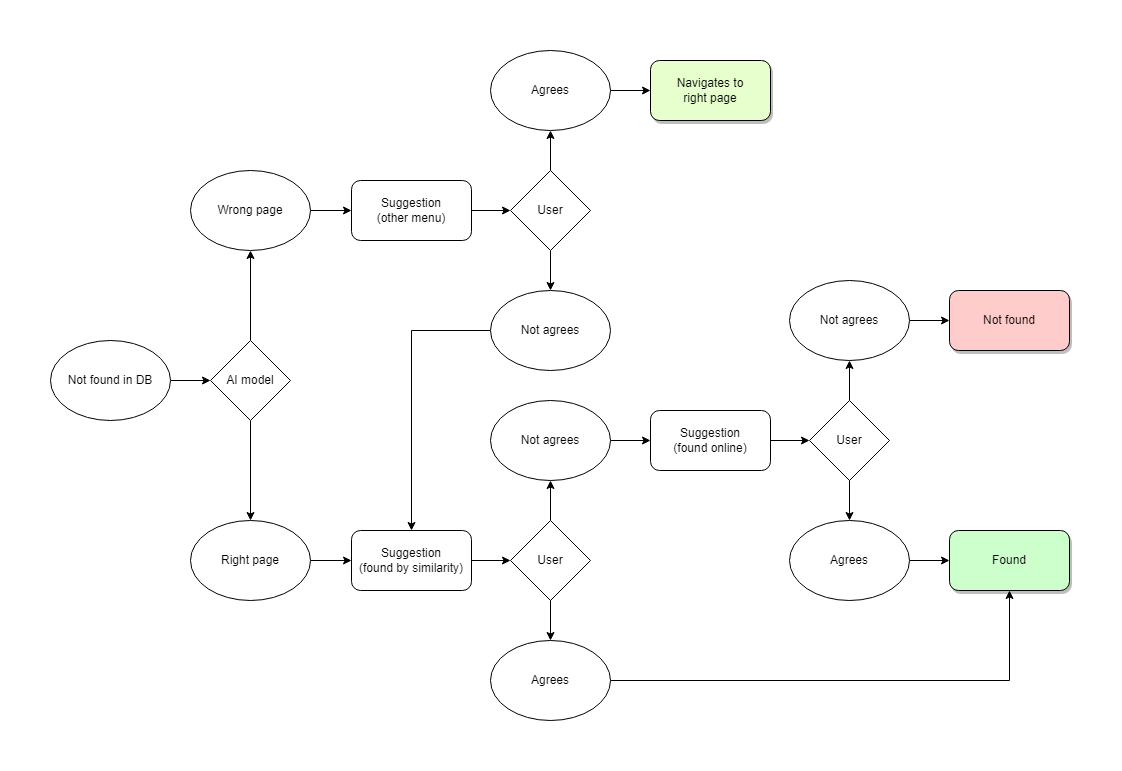 Agrees
Navigates to
right page
Wrong page
Suggestion
(other menu)
User
Not agrees
Not agrees
Not found
Not found in DB
AI model
Not agrees
Suggestion
(found online)
User
Right page
Suggestion
(found by similarity)
User
Agrees
Found
Agrees